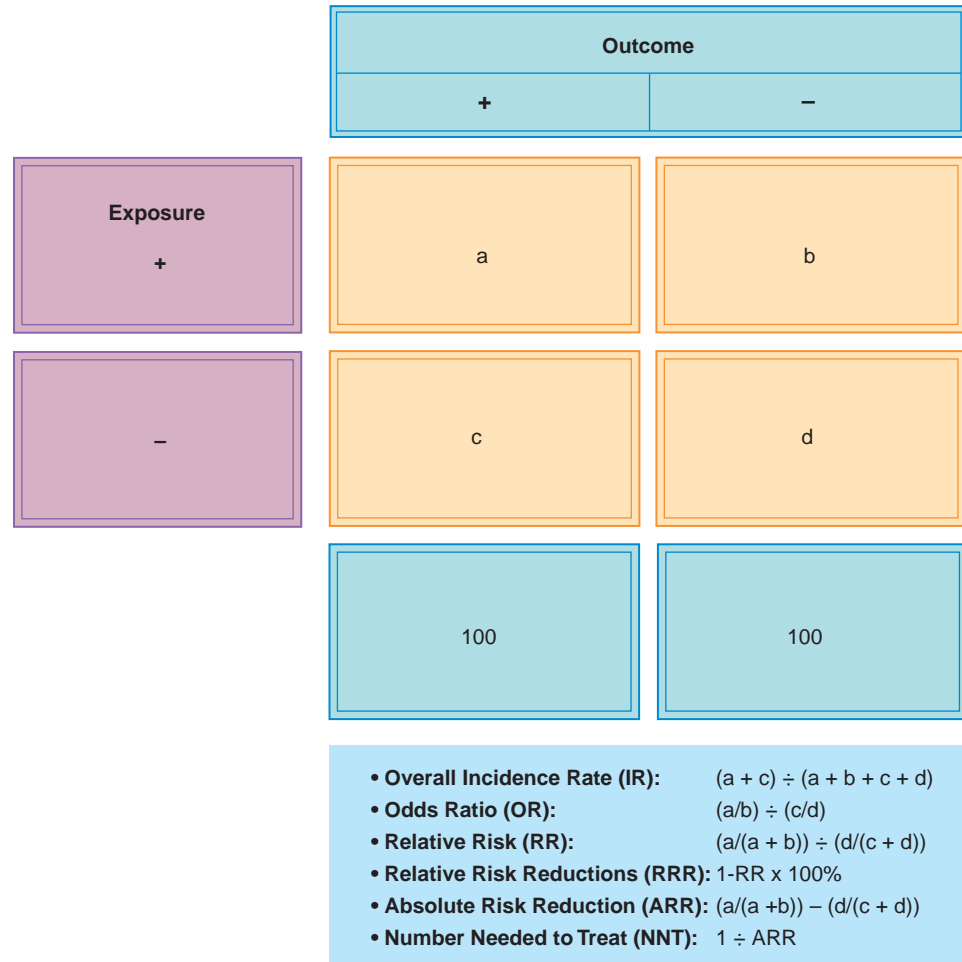 Outcome
+ –
Exposure
+
a b
–
c d
100 100
• Overall Incidence Rate (IR): (a + c) ÷ (a + b + c + d)
• Odds Ratio (OR): (a/b) ÷ (c/d)
• Relative Risk (RR): (a/(a + b)) ÷ (d/(c + d))
• Relative Risk Reductions (RRR): 1-RR x 100%
• Absolute Risk Reduction (ARR): (a/(a +b)) – (d/(c + d))
• Number Needed to Treat (NNT): 1 ÷ ARR